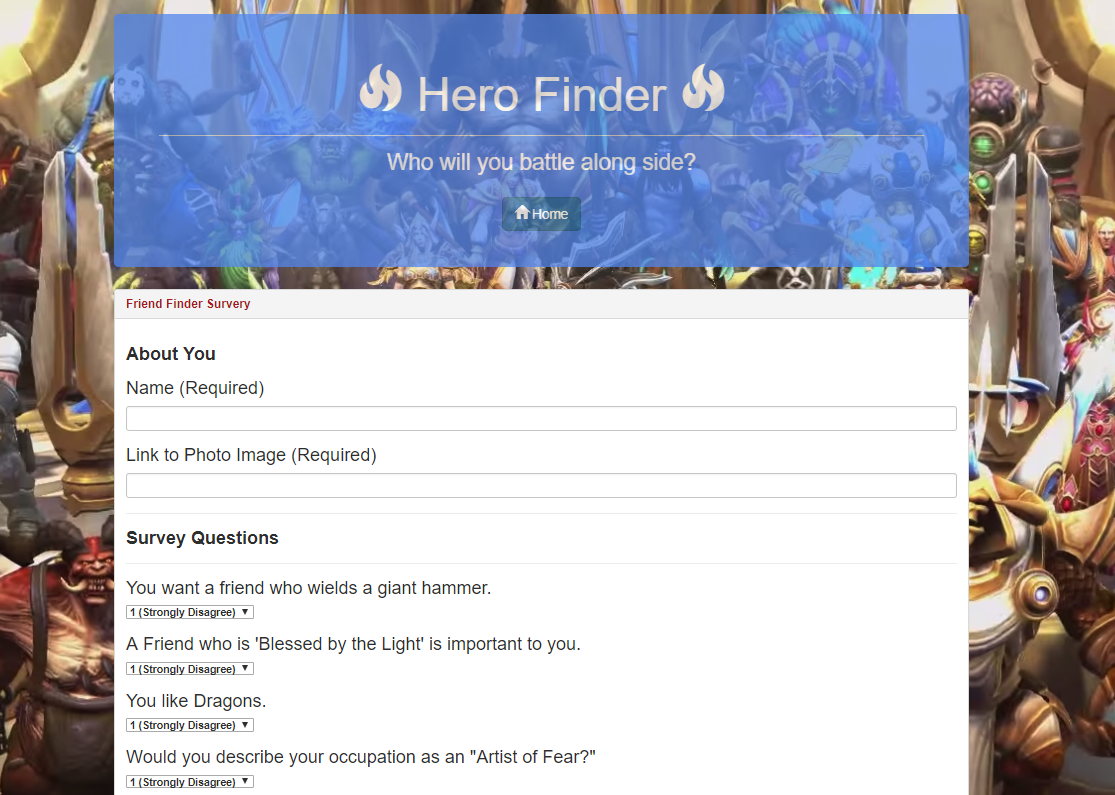 Hero Finder
Who will you battle along side?
Home
Friend Finder Survery
About You
Name (Required)
Link to Photo Image (Required)
Survey Questions
You want a friend who wields a giant hammer.
1 (Strongly Disagree)
A Friend who is 'Blessed by the Light' is important to you.
1 (Strongly Disagree)
You like Dragons.
1 (Strongly Disagree)
Would you describe your occupation as an "Artist of Fear?"
1 (Strongly Disagree)